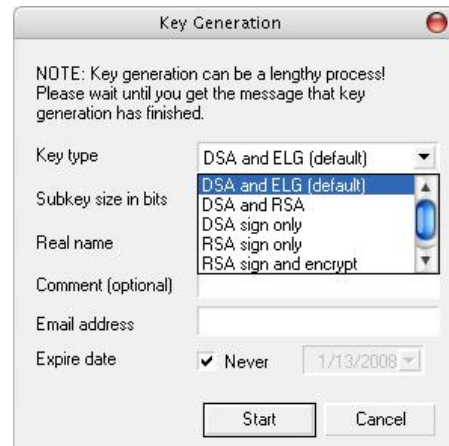 Key Generation
NOTE: Key generation can be a lengthy process!
Please wait until you get the message that key
generation has finished.
Key type
DSA and ELG (default)
DSA and ELG (default)
Subkey size in bits
DSA and RSA
DSA sign only
Real name
RSA sign only
RSA sign and encrypt
Comment (optional)
Email address
Expire date
Never
1/13/2008
Start
Cancel